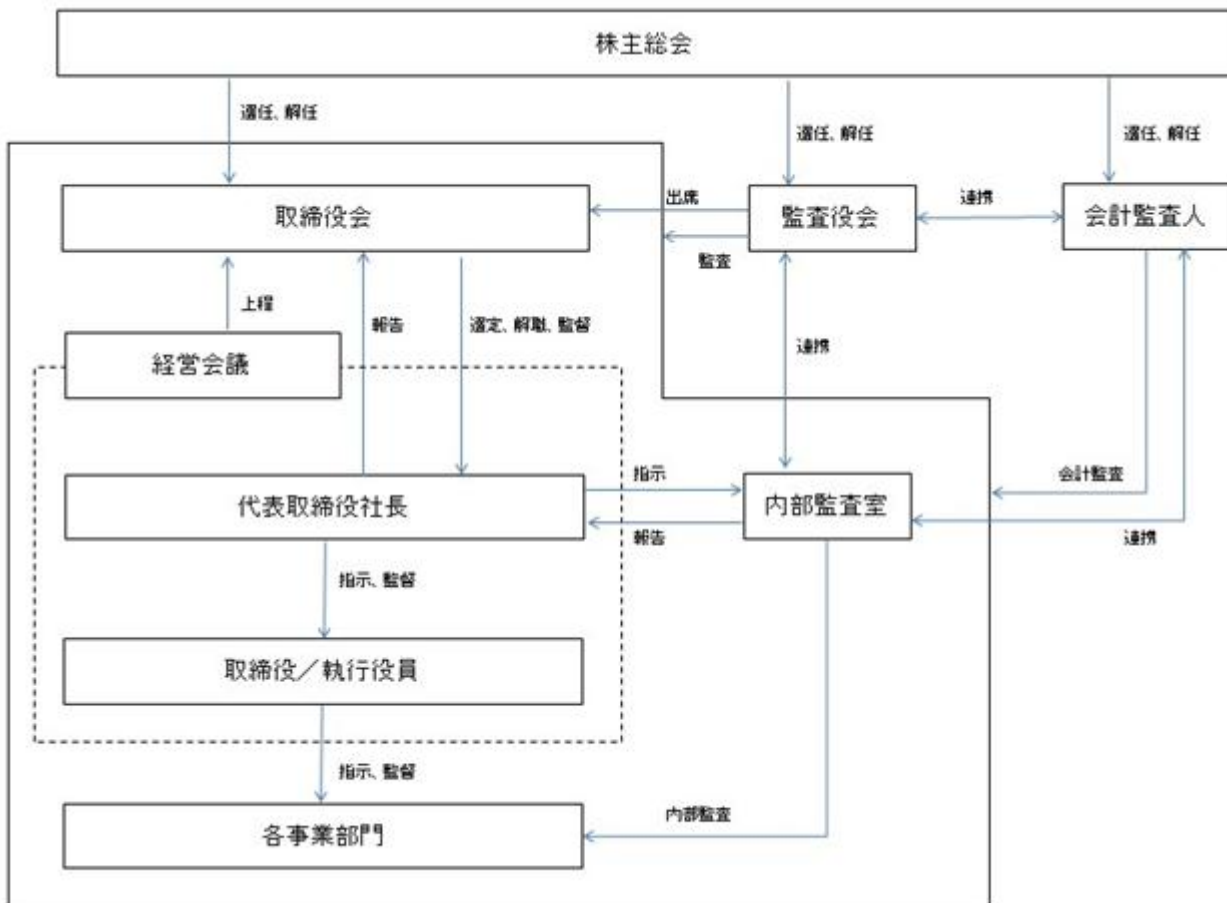 株主総会
選任、解任
選任、解任
選任、解任
取締役会
出席
監査役会
連携
会計監査人
監査
上程
報告
選定、解職、監督
連携
経営会議
代表取締役社長
指示
報告
内部監査室
会計監査
連携
指示、監督
取締役／執行役員
指示、監督
各事業部門
内部監査